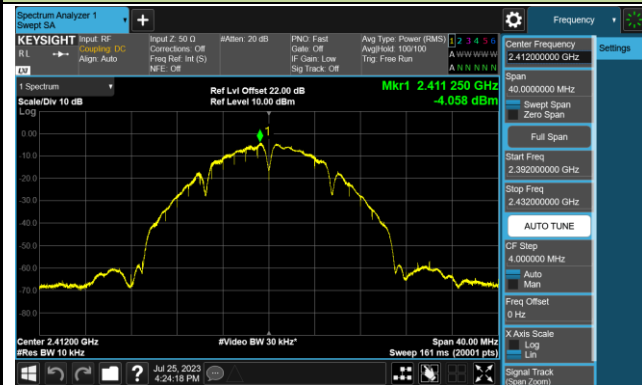 Spectrum Analyzer 1
Swept SA
Frequency
KEYSIGHT
RL
LXI
Input: RF
Coupling: DC
Align: Auto
Input Z: 50 Ω
Corrections: Off
Freq Ref: Int (S)
NFE: Off
#Atten: 20 dB
PNO: Fast
Gate: Off
IF Gain: Low
Sig Track: Off
Avg Type: Power (RMS)
Avg|Hold: 100/100
Trig: Free Run
1 2 3 4 5 6
A W W W W W
A N N N N N
1 Spectrum
Scale/Div 10 dB
Log
Ref Lvl Offset 22.00 dB
Ref Level 10.00 dBm
Mkr1 2.411 250 GHz
-4.058 dBm
0.00
-10.0
-20.0
-30.0
-40.0
-50.0
-60.0
-70.0
-80.0
1
Center 2.41200 GHz
#Res BW 10 kHz
#Video BW 30 kHz*
Span 40.00 MHz
Sweep 161 ms (20001 pts)
Center Frequency
2.412000000 GHz
Span
40.0000000 MHz
Swept Span
Zero Span
Full Span
Start Freq
2.392000000 GHz
Stop Freq
2.432000000 GHz
AUTO TUNE
CF Step
4.000000 MHz
Auto
Man
Freq Offset
0 Hz
X Axis Scale
Log
Lin
Signal Track
(Span Zoom)
Settings
Jul 25, 2023
4:24:18 PM